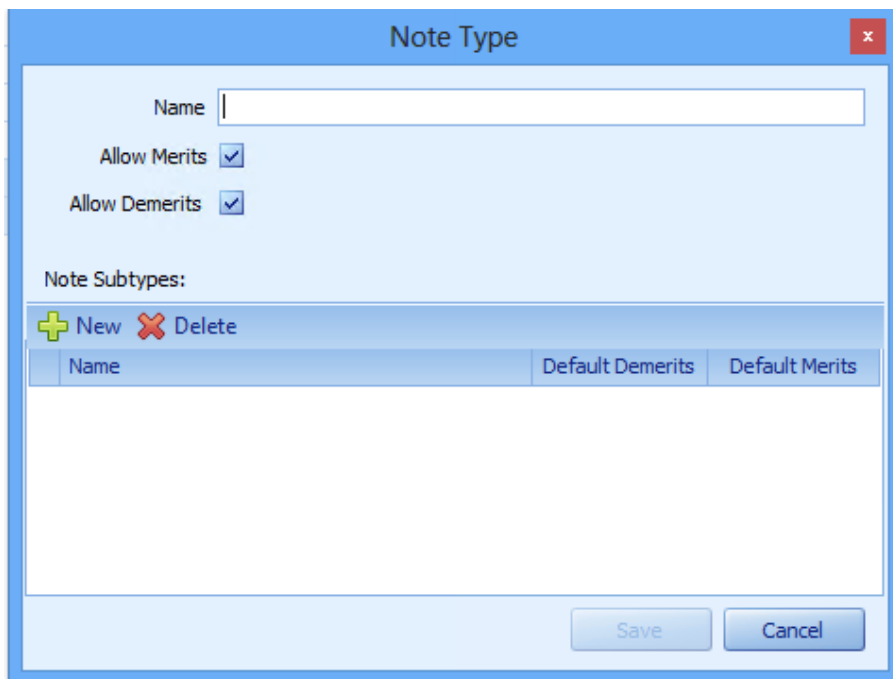 Note Type
x
Name
Allow Merits
Allow Demerits
Note Subtypes:
New Delete
Name Default Demerits Default Merits
Save Cancel